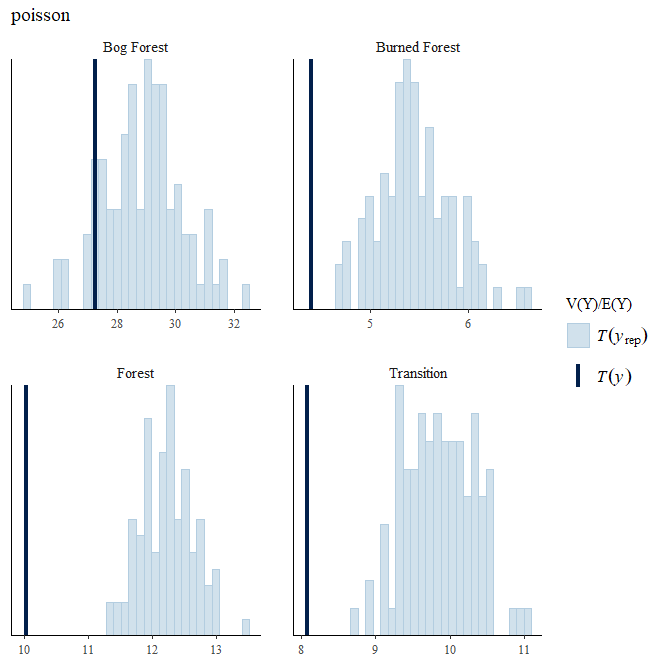 poisson
Bog Forest
Burned Forest
26 28 30 32
5 6
V(Y)/E(Y)
T(yrep)
T(y)
Forest
Transition
10 11 12 13
8 9 10 11